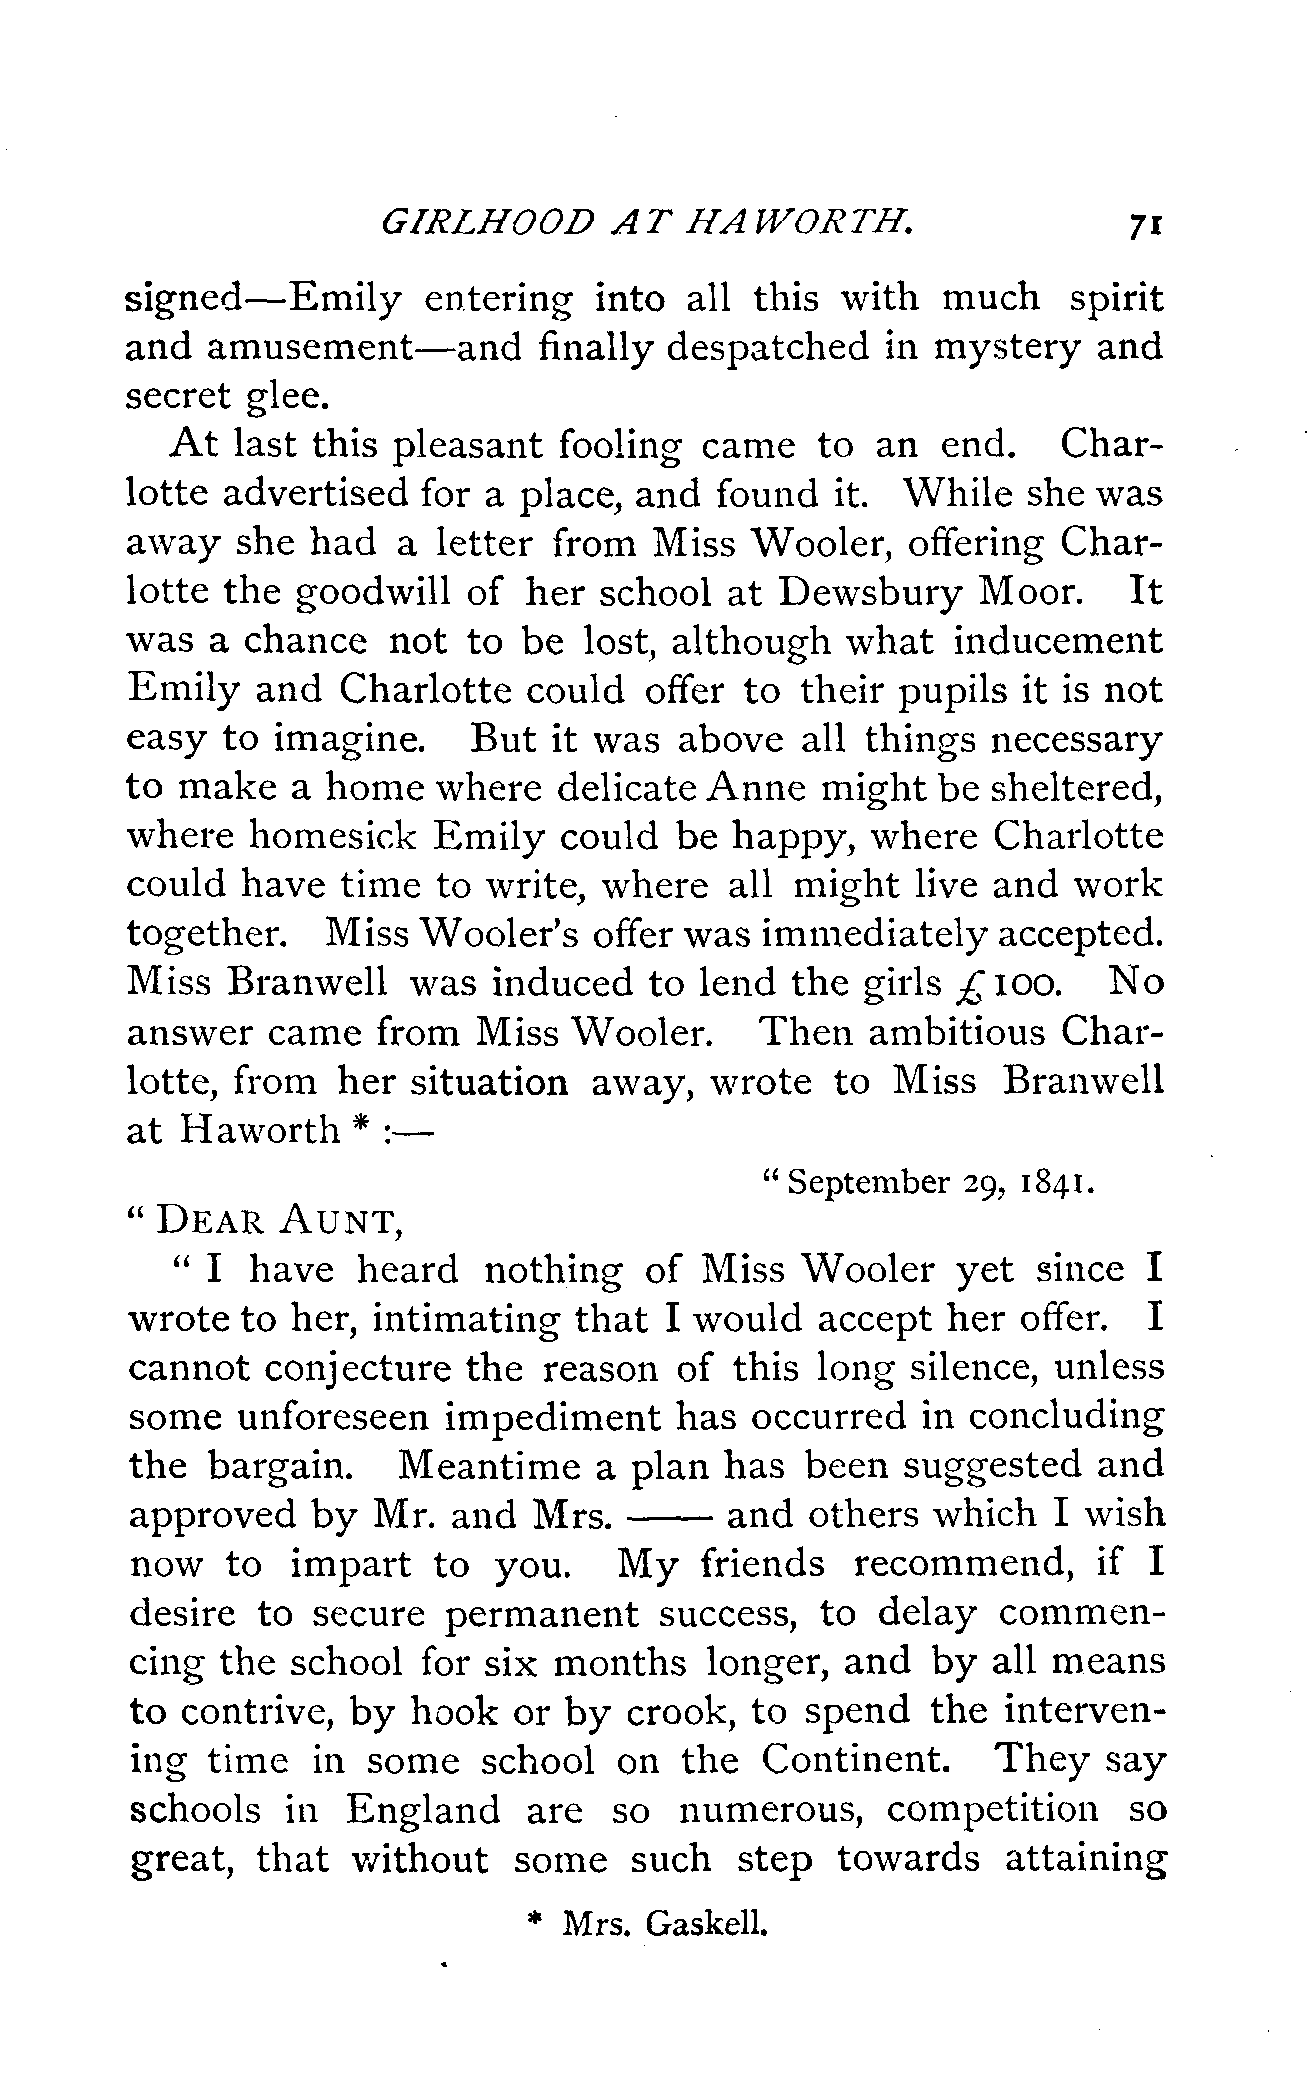 GIRLHOOD AT HAWORTH. 71
signed—Emily entering into all this with much spirit
and amusement—and finally despatched in mystery and
secret glee.
At last this pleasant fooling came to an end. Char-
lotte advertised for a place, and found it. While she was
away she had a letter from Miss Wooler, offering Char-
lotte the goodwill of her school at Dewsbury Moor. It
was a chance not to be lost, although what inducement
Emily and Charlotte could offer to their pupils it is not
easy to imagine. But it was above all things necessary
to make a home where delicate Anne might be sheltered,
where homesick Emily could be happy, where Charlotte
could have time to write, where all might live and work
together. Miss Wooler's offer was immediately accepted.
Miss Branwell was induced to lend the girls £100. No
answer came from Miss Wooler. Then ambitious Char-
lotte, from her situation away, wrote to Miss Branwell
at Haworth * :—
“ September 29, 1841.
“ DEAR AUNT,
“ I have heard nothing of Miss Wooler yet since I
wrote to her, intimating that I would accept her offer. I
cannot conjecture the reason of this long silence, unless
some unforeseen impediment has occurred in concluding
the bargain. Meantime a plan has been suggested and
approved by Mr. and Mrs. —— and others which I wish
now to impart to you. My friends recommend, if I
desire to secure permanent success, to delay commen-
cing the school for six months longer, and by all means
to contrive, by hook or by crook, to spend the interven-
ing time in some school on the Continent. They say
schools in England are so numerous, competition so
great, that without some such step towards attaining
* Mrs. Gaskell.